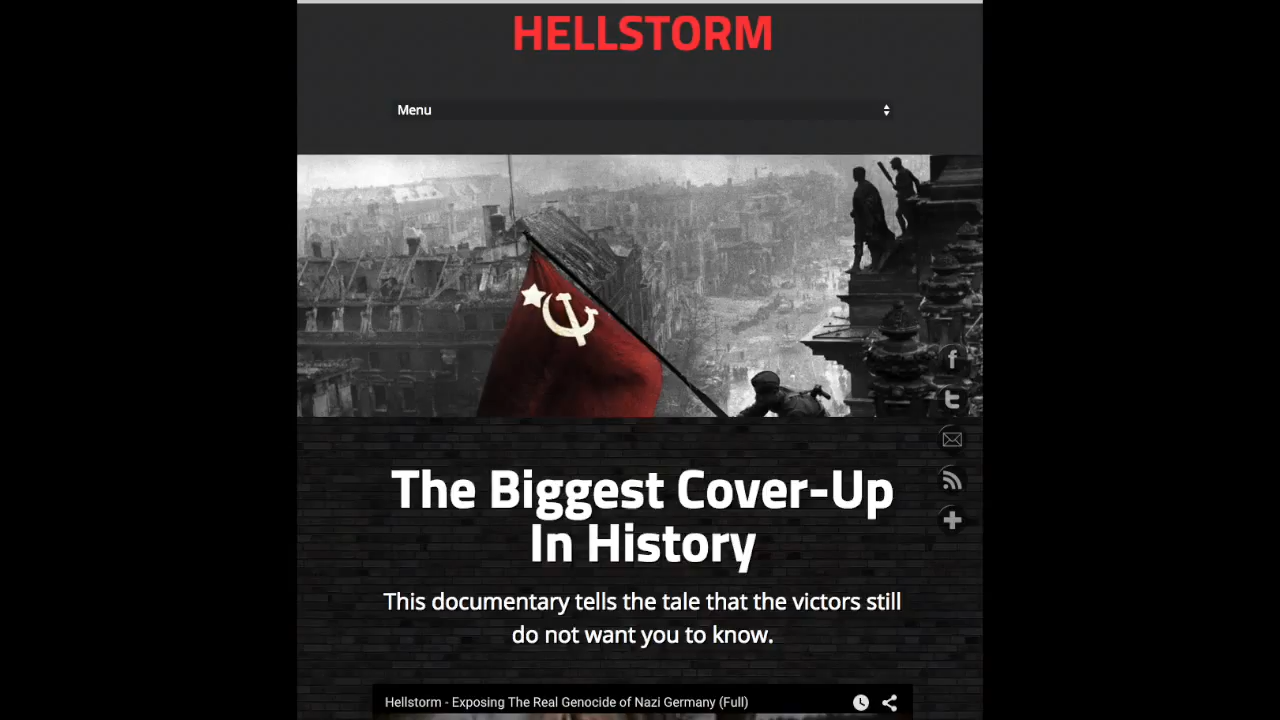 HELLSTORM
Menu
The Biggest Cover-Up
In History
This documentary tells the tale that the victors still
do not want you to know.
Hellstorm - Exposing The Real Genocide of Nazi Germany (Full)